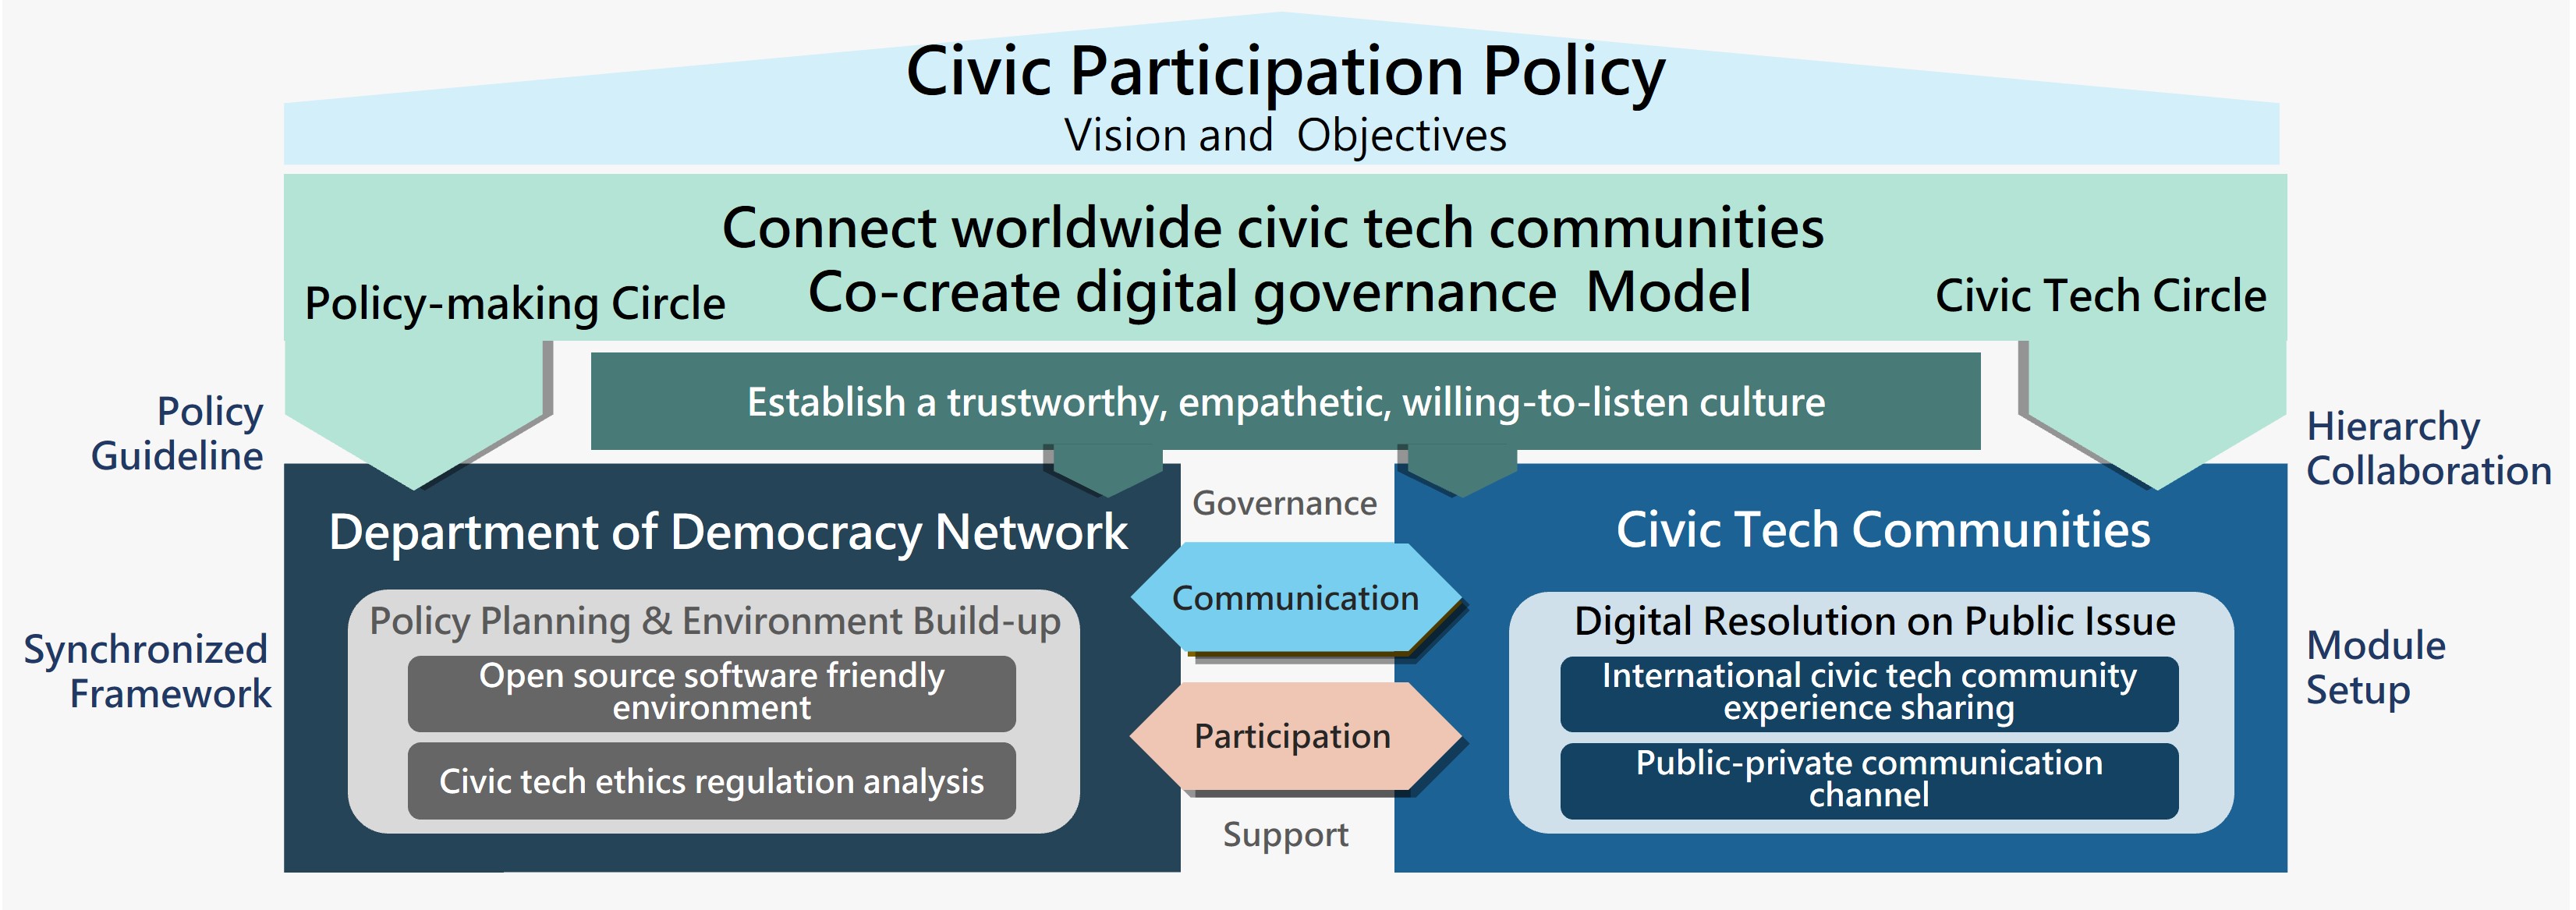 Civic Participation Policy
Vision and Objectives
Connect worldwide civic tech communities
Co-create digital governance Model
Policy-making Circle
Civic Tech Circle
Establish a trustworthy, empathetic, willing-to-listen culture
Policy
Guideline
Hierarchy
Collaboration
Department of Democracy Network
Governance
Civic Tech Communities
Synchronized
Framework
Policy Planning & Environment Build-up
Open source software friendly
environment
Civic tech ethics regulation analysis
Communication
Participation
Support
Digital Resolution on Public Issue
International civic tech community
experience sharing
Public-private communication
channel
Module
Setup